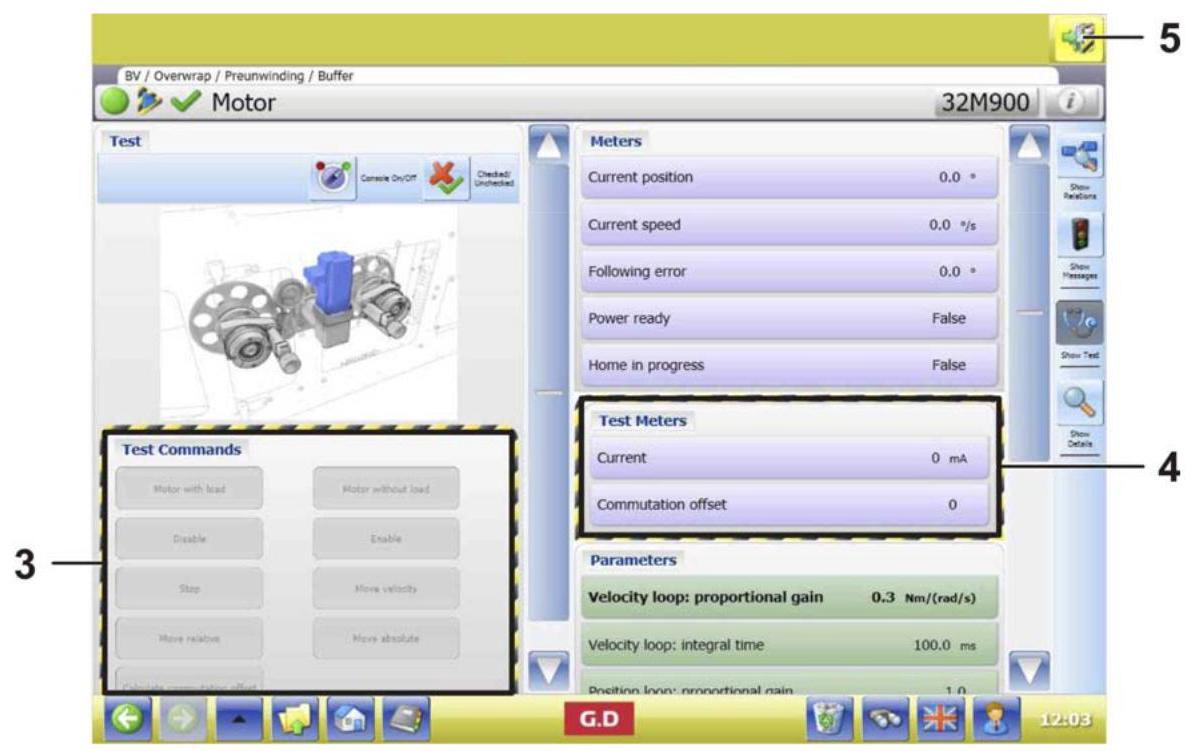 5
BV / Overwrap / Preunwinding / Buffer
Motor
32M900
i
Test
Console On/Off
Checked/
Unchecked
Test Commands
Motor with load
Motor without load
Disable
Enable
Stop
Move velocity
Move relative
Move absolute
Calculate commutation offset
3
Meters
Current position 0.0 °
Current speed 0.0 °/s
Following error 0.0 °
Power ready False
Home in progress False
Test Meters
Current 0 mA
Commutation offset 0
4
Parameters
Velocity loop: proportional gain 0.3 Nm/(rad/s)
Velocity loop: integral time 100.0 ms
Position loop: proportional gain 1.0
Show
Relations
Show
Messages
Show Test
Show
Details
G.D
12:03